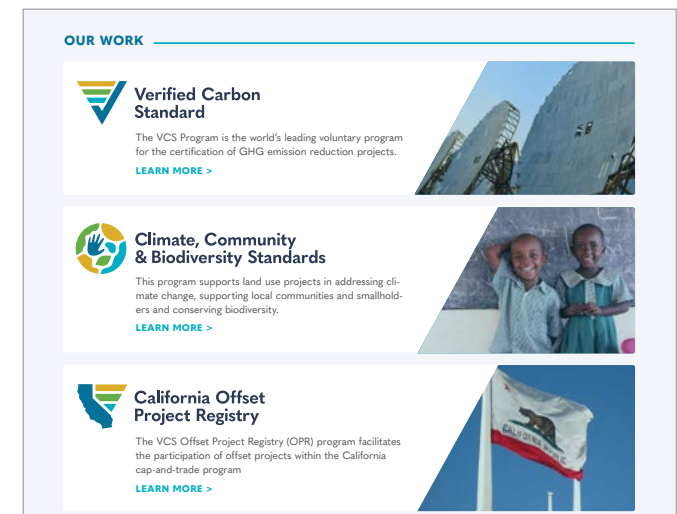 OUR WORK
Verified Carbon
Standard
The VCS Program is the world's leading voluntary program
for the certification of GHG emission reduction projects.
LEARN MORE >
Climate, Community
& Biodiversity Standards
This program supports land use projects in addressing cli-
mate change, supporting local communities and smallhold-
ers and conserving biodiversity.
LEARN MORE >
California Offset
Project Registry
The VCS Offset Project Registry (OPR) program facilitates
the participation of offset projects within the California
cap-and-trade program
LEARN MORE >
CALIFORNIA REPUBLIC